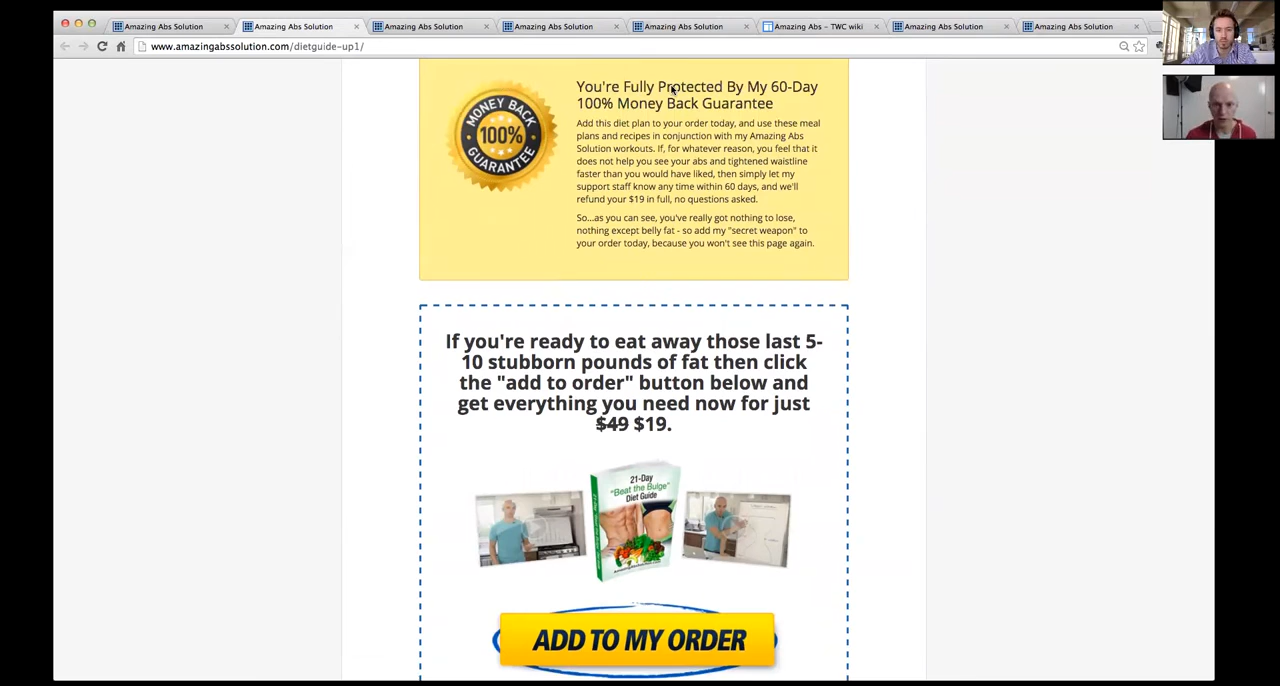 Amazing Abs Solution
Amazing Abs Solution
Amazing Abs Solution
Amazing Abs Solution
Amazing Abs Solution
Amazing Abs – TWC wiki
Amazing Abs Solution
Amazing Abs Solution
www.amazingabssolution.com/dietguide-up1/
MONEY BACK
100%
GUARANTEE
You're Fully Protected By My 60-Day
100% Money Back Guarantee
Add this diet plan to your order today, and use these meal
plans and recipes in conjunction with my Amazing Abs
Solution workouts. If, for whatever reason, you feel that it
does not help you see your abs and tightened waistline
faster than you would have liked, then simply let my
support staff know any time within 60 days, and we'll
refund your $19 in full, no questions asked.
So...as you can see, you've really got nothing to lose,
nothing except belly fat - so add my "secret weapon" to
your order today, because you won't see this page again.
If you're ready to eat away those last 5-
10 stubborn pounds of fat then click
the "add to order" button below and
get everything you need now for just
$49 $19.
21-Day
"Beat the Bulge"
Diet Guide
AmazingAbsSolution.com
ADD TO MY ORDER